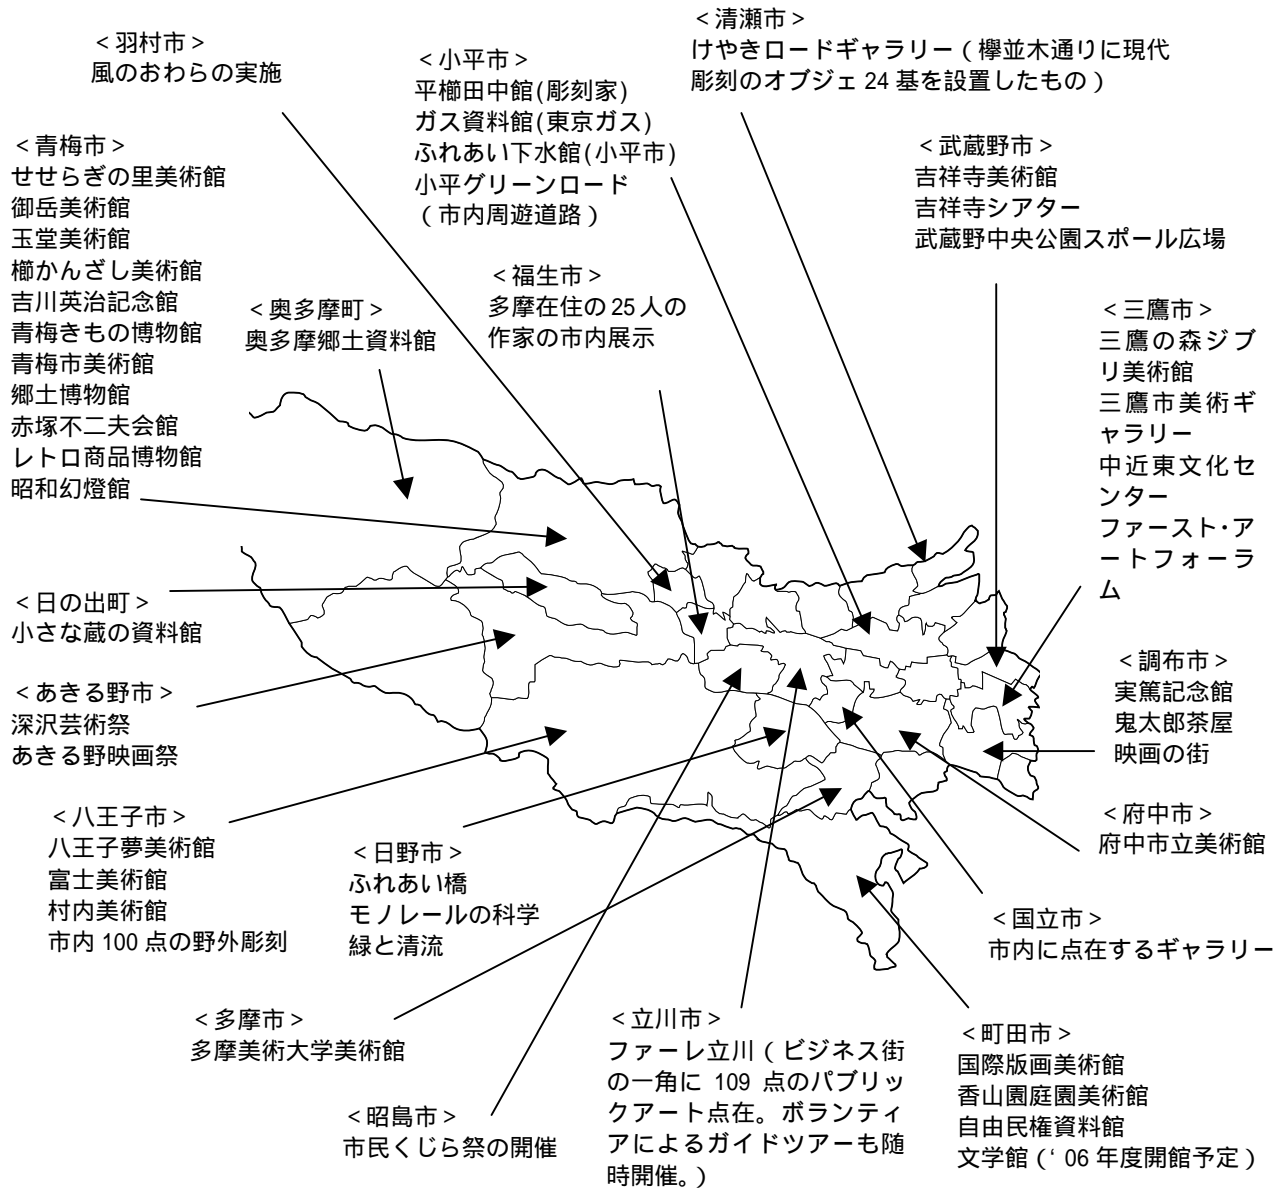 ＜羽村市＞
風のおわらの実施
＜小平市＞
平櫛田中館(彫刻家)
ガス資料館(東京ガス)
ふれあい下水館(小平市)
小平グリーンロード
（市内周遊道路）
＜清瀬市＞
けやきロードギャラリー（欅並木通りに現代
彫刻のオブジェ 24 基を設置したもの）
＜青梅市＞
せせらぎの里美術館
御岳美術館
玉堂美術館
櫛かんざし美術館
吉川英治記念館
青梅きもの博物館
青梅市美術館
郷土博物館
赤塚不二夫会館
レトロ商品博物館
昭和幻燈館
＜武蔵野市＞
吉祥寺美術館
吉祥寺シアター
武蔵野中央公園スポール広場
＜奥多摩町＞
奥多摩郷土資料館
＜福生市＞
多摩在住の 25 人の
作家の市内展示
＜三鷹市＞
三鷹の森ジブ
リ美術館
三鷹市美術ギ
ャラリー
中近東文化セ
ンター
ファースト・ア
ートフォーラ
ム
＜日の出町＞
小さな蔵の資料館
＜あきる野市＞
深沢芸術祭
あきる野映画祭
＜調布市＞
実篤記念館
鬼太郎茶屋
映画の街
＜八王子市＞
八王子夢美術館
富士美術館
村内美術館
市内 100 点の野外彫刻
＜日野市＞
ふれあい橋
モノレールの科学
緑と清流
＜府中市＞
府中市立美術館
＜国立市＞
市内に点在するギャラリー
＜多摩市＞
多摩美術大学美術館
＜昭島市＞
市民くじら祭の開催
＜立川市＞
ファーレ立川（ビジネス街
の一角に 109 点のパブリッ
クアート点在。ボランティ
アによるガイドツアーも随
時開催。）
＜町田市＞
国際版画美術館
香山園庭園美術館
自由民権資料館
文学館（‘06 年度開館予定）